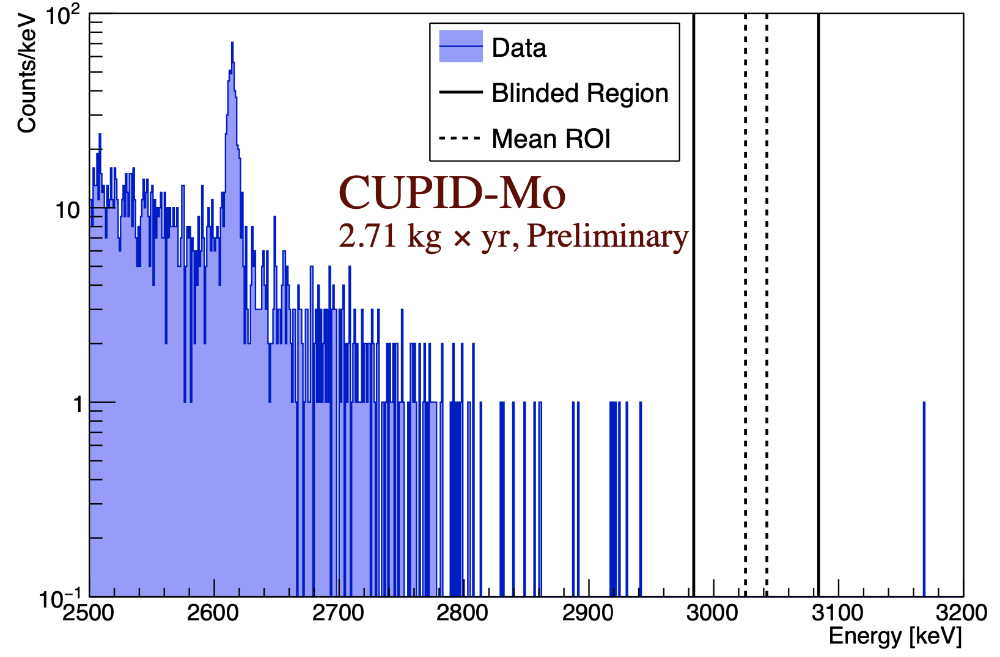 Counts/keV
10²
10
1
10⁻¹
Data
Blinded Region
Mean ROI
CUPID-Mo
2.71 kg × yr, Preliminary
2500 2600 2700 2800 2900 3000 3100 3200
Energy [keV]